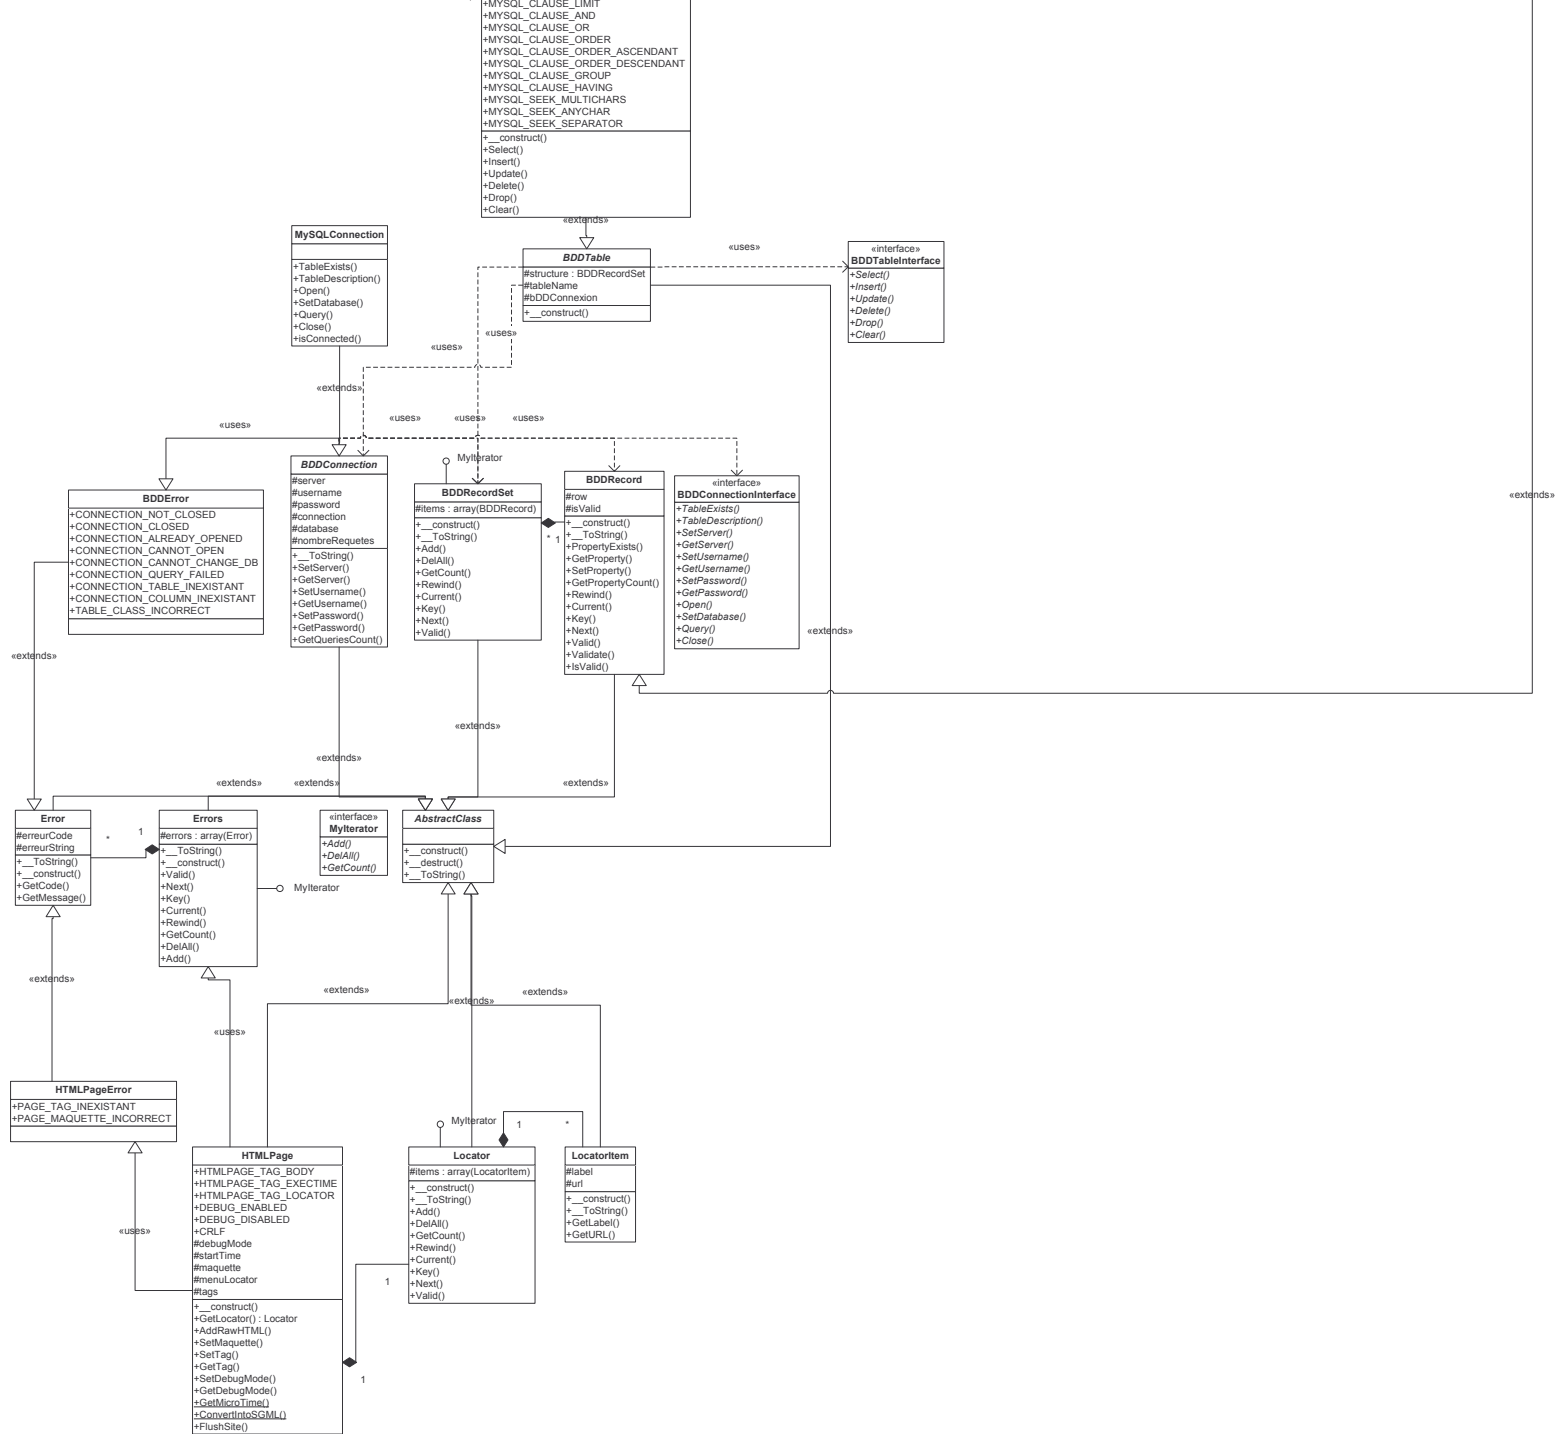 +MYSQL_CLAUSE_LIMIT
+MYSQL_CLAUSE_AND
+MYSQL_CLAUSE_OR
+MYSQL_CLAUSE_ORDER
+MYSQL_CLAUSE_ORDER_ASCENDANT
+MYSQL_CLAUSE_ORDER_DESCENDANT
+MYSQL_CLAUSE_GROUP
+MYSQL_CLAUSE_HAVING
+MYSQL_SEEK_MULTICHARS
+MYSQL_SEEK_ANYCHAR
+MYSQL_SEEK_SEPARATOR
+__construct()
+Select()
+Insert()
+Update()
+Delete()
+Drop()
+Clear()
«extends»
MySQLConnection
+TableExists()
+TableDescription()
+Open()
+SetDatabase()
+Query()
+Close()
+isConnected()
BDDTable
#structure : BDDRecordSet
#tableName
#bDDConnexion
+__construct()
«uses»
«interface»
BDDTableInterface
+Select()
+Insert()
+Update()
+Delete()
+Drop()
+Clear()
«uses»
«uses»
«extends»
«uses»
«uses»
«uses»
«uses»
BDDError
+CONNECTION_NOT_CLOSED
+CONNECTION_CLOSED
+CONNECTION_ALREADY_OPENED
+CONNECTION_CANNOT_OPEN
+CONNECTION_CANNOT_CHANGE_DB
+CONNECTION_QUERY_FAILED
+CONNECTION_TABLE_INEXISTANT
+CONNECTION_COLUMN_INEXISTANT
+TABLE_CLASS_INCORRECT
BDDConnection
#server
#username
#password
#connection
#database
#nombreRequetes
+__ToString()
+SetServer()
+GetServer()
+SetUsername()
+GetUsername()
+SetPassword()
+GetPassword()
+GetQueriesCount()
MyIterator
BDDRecordSet
#items : array(BDDRecord)
+__construct()
+__ToString()
+Add()
+DelAll()
+GetCount()
+Rewind()
+Current()
+Key()
+Next()
+Valid()
* 1
BDDRecord
#row
#isValid
+__construct()
+__ToString()
+PropertyExists()
+GetProperty()
+SetProperty()
+GetPropertyCount()
+Rewind()
+Current()
+Key()
+Next()
+Valid()
+Validate()
+IsValid()
«interface»
BDDConnectionInterface
+TableExists()
+TableDescription()
+SetServer()
+GetServer()
+SetUsername()
+GetUsername()
+SetPassword()
+GetPassword()
+Open()
+SetDatabase()
+Query()
+Close()
«extends»
«extends»
«extends»
«extends»
«extends»
«extends»
«extends»
«extends»
«extends»
Error
#erreurCode
#erreurString
+__ToString()
+__construct()
+GetCode()
+GetMessage()
*
1
Errors
#errors : array(Error)
+__ToString()
+__construct()
+Valid()
+Next()
+Key()
+Current()
+Rewind()
+GetCount()
+DelAll()
+Add()
MyIterator
«interface»
MyIterator
+Add()
+DelAll()
+GetCount()
AbstractClass
+__construct()
+__destruct()
+__ToString()
«extends»
«extends»
«extends»
«extends»
«uses»
HTMLPageError
+PAGE_TAG_INEXISTANT
+PAGE_MAQUETTE_INCORRECT
«uses»
HTMLPage
+HTMLPAGE_TAG_BODY
+HTMLPAGE_TAG_EXECTIME
+HTMLPAGE_TAG_LOCATOR
+DEBUG_ENABLED
+DEBUG_DISABLED
+CRLF
#debugMode
#startTime
#maquette
#menuLocator
#tags
+__construct()
+GetLocator() : Locator
+AddRawHTML()
+SetMaquette()
+SetTag()
+GetTag()
+SetDebugMode()
+GetDebugMode()
+GetMicroTime()
+ConvertIntoSGML()
+FlushSite()
1
1
MyIterator
1
*
Locator
#items : array(LocatorItem)
+__construct()
+__ToString()
+Add()
+DelAll()
+GetCount()
+Rewind()
+Current()
+Key()
+Next()
+Valid()
LocatorItem
#label
#url
+__construct()
+__ToString()
+GetLabel()
+GetURL()